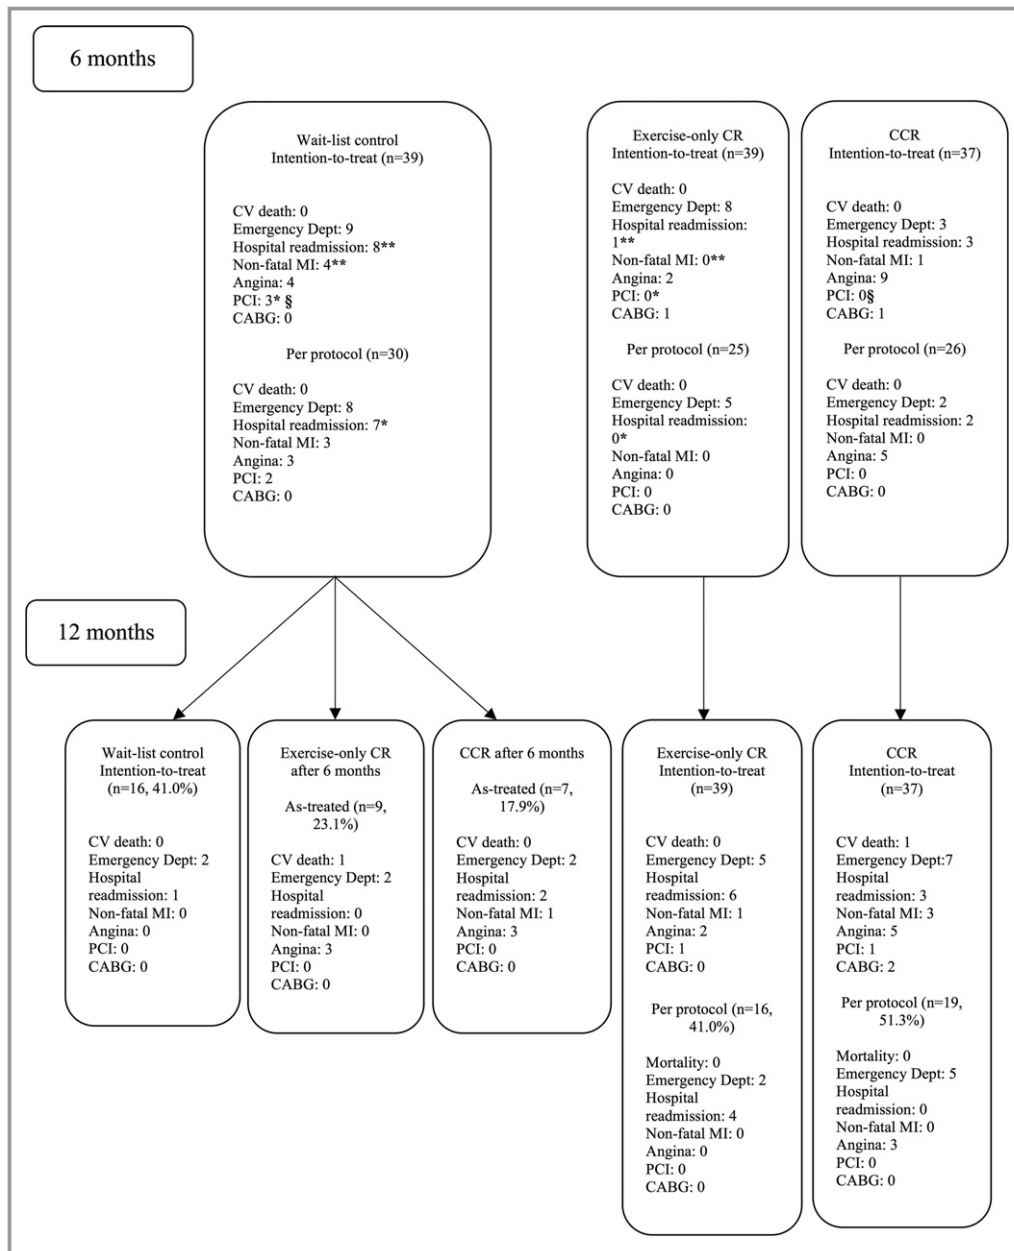 6 months
Wait-list control
Intention-to-treat (n=39)
CV death: 0
Emergency Dept: 9
Hospital readmission: 8**
Non-fatal MI: 4**
Angina: 4
PCI: 3* §
CABG: 0
Per protocol (n=30)
CV death: 0
Emergency Dept: 8
Hospital readmission: 7*
Non-fatal MI: 3
Angina: 3
PCI: 2
CABG: 0
Exercise-only CR
Intention-to-treat (n=39)
CV death: 0
Emergency Dept: 8
Hospital readmission:
1**
Non-fatal MI: 0**
Angina: 2
PCI: 0*
CABG: 1
Per protocol (n=25)
CV death: 0
Emergency Dept: 5
Hospital readmission:
0*
Non-fatal MI: 0
Angina: 0
PCI: 0
CABG: 0
CCR
Intention-to-treat (n=37)
CV death: 0
Emergency Dept: 3
Hospital readmission: 3
Non-fatal MI: 1
Angina: 9
PCI: 0§
CABG: 1
Per protocol (n=26)
CV death: 0
Emergency Dept: 2
Hospital readmission: 2
Non-fatal MI: 0
Angina: 5
PCI: 0
CABG: 0
12 months
Wait-list control
Intention-to-treat
(n=16, 41.0%)
CV death: 0
Emergency Dept: 2
Hospital
readmission: 1
Non-fatal MI: 0
Angina: 0
PCI: 0
CABG: 0
Exercise-only CR
after 6 months
As-treated (n=9,
23.1%)
CV death: 1
Emergency Dept: 2
Hospital
readmission: 0
Non-fatal MI: 0
Angina: 3
PCI: 0
CABG: 0
CCR after 6 months
As-treated (n=7,
17.9%)
CV death: 0
Emergency Dept: 2
Hospital
readmission: 2
Non-fatal MI: 1
Angina: 3
PCI: 0
CABG: 0
Exercise-only CR
Intention-to-treat
(n=39)
CV death: 0
Emergency Dept: 5
Hospital
readmission: 6
Non-fatal MI: 1
Angina: 2
PCI: 1
CABG: 0
Per protocol (n=16,
41.0%)
Mortality: 0
Emergency Dept: 2
Hospital
readmission: 4
Non-fatal MI: 0
Angina: 0
PCI: 0
CABG: 0
CCR
Intention-to-treat
(n=37)
CV death: 1
Emergency Dept:7
Hospital
readmission: 3
Non-fatal MI: 3
Angina: 5
PCI: 1
CABG: 2
Per protocol (n=19,
51.3%)
Mortality: 0
Emergency Dept: 5
Hospital
readmission: 0
Non-fatal MI: 0
Angina: 3
PCI: 0
CABG: 0